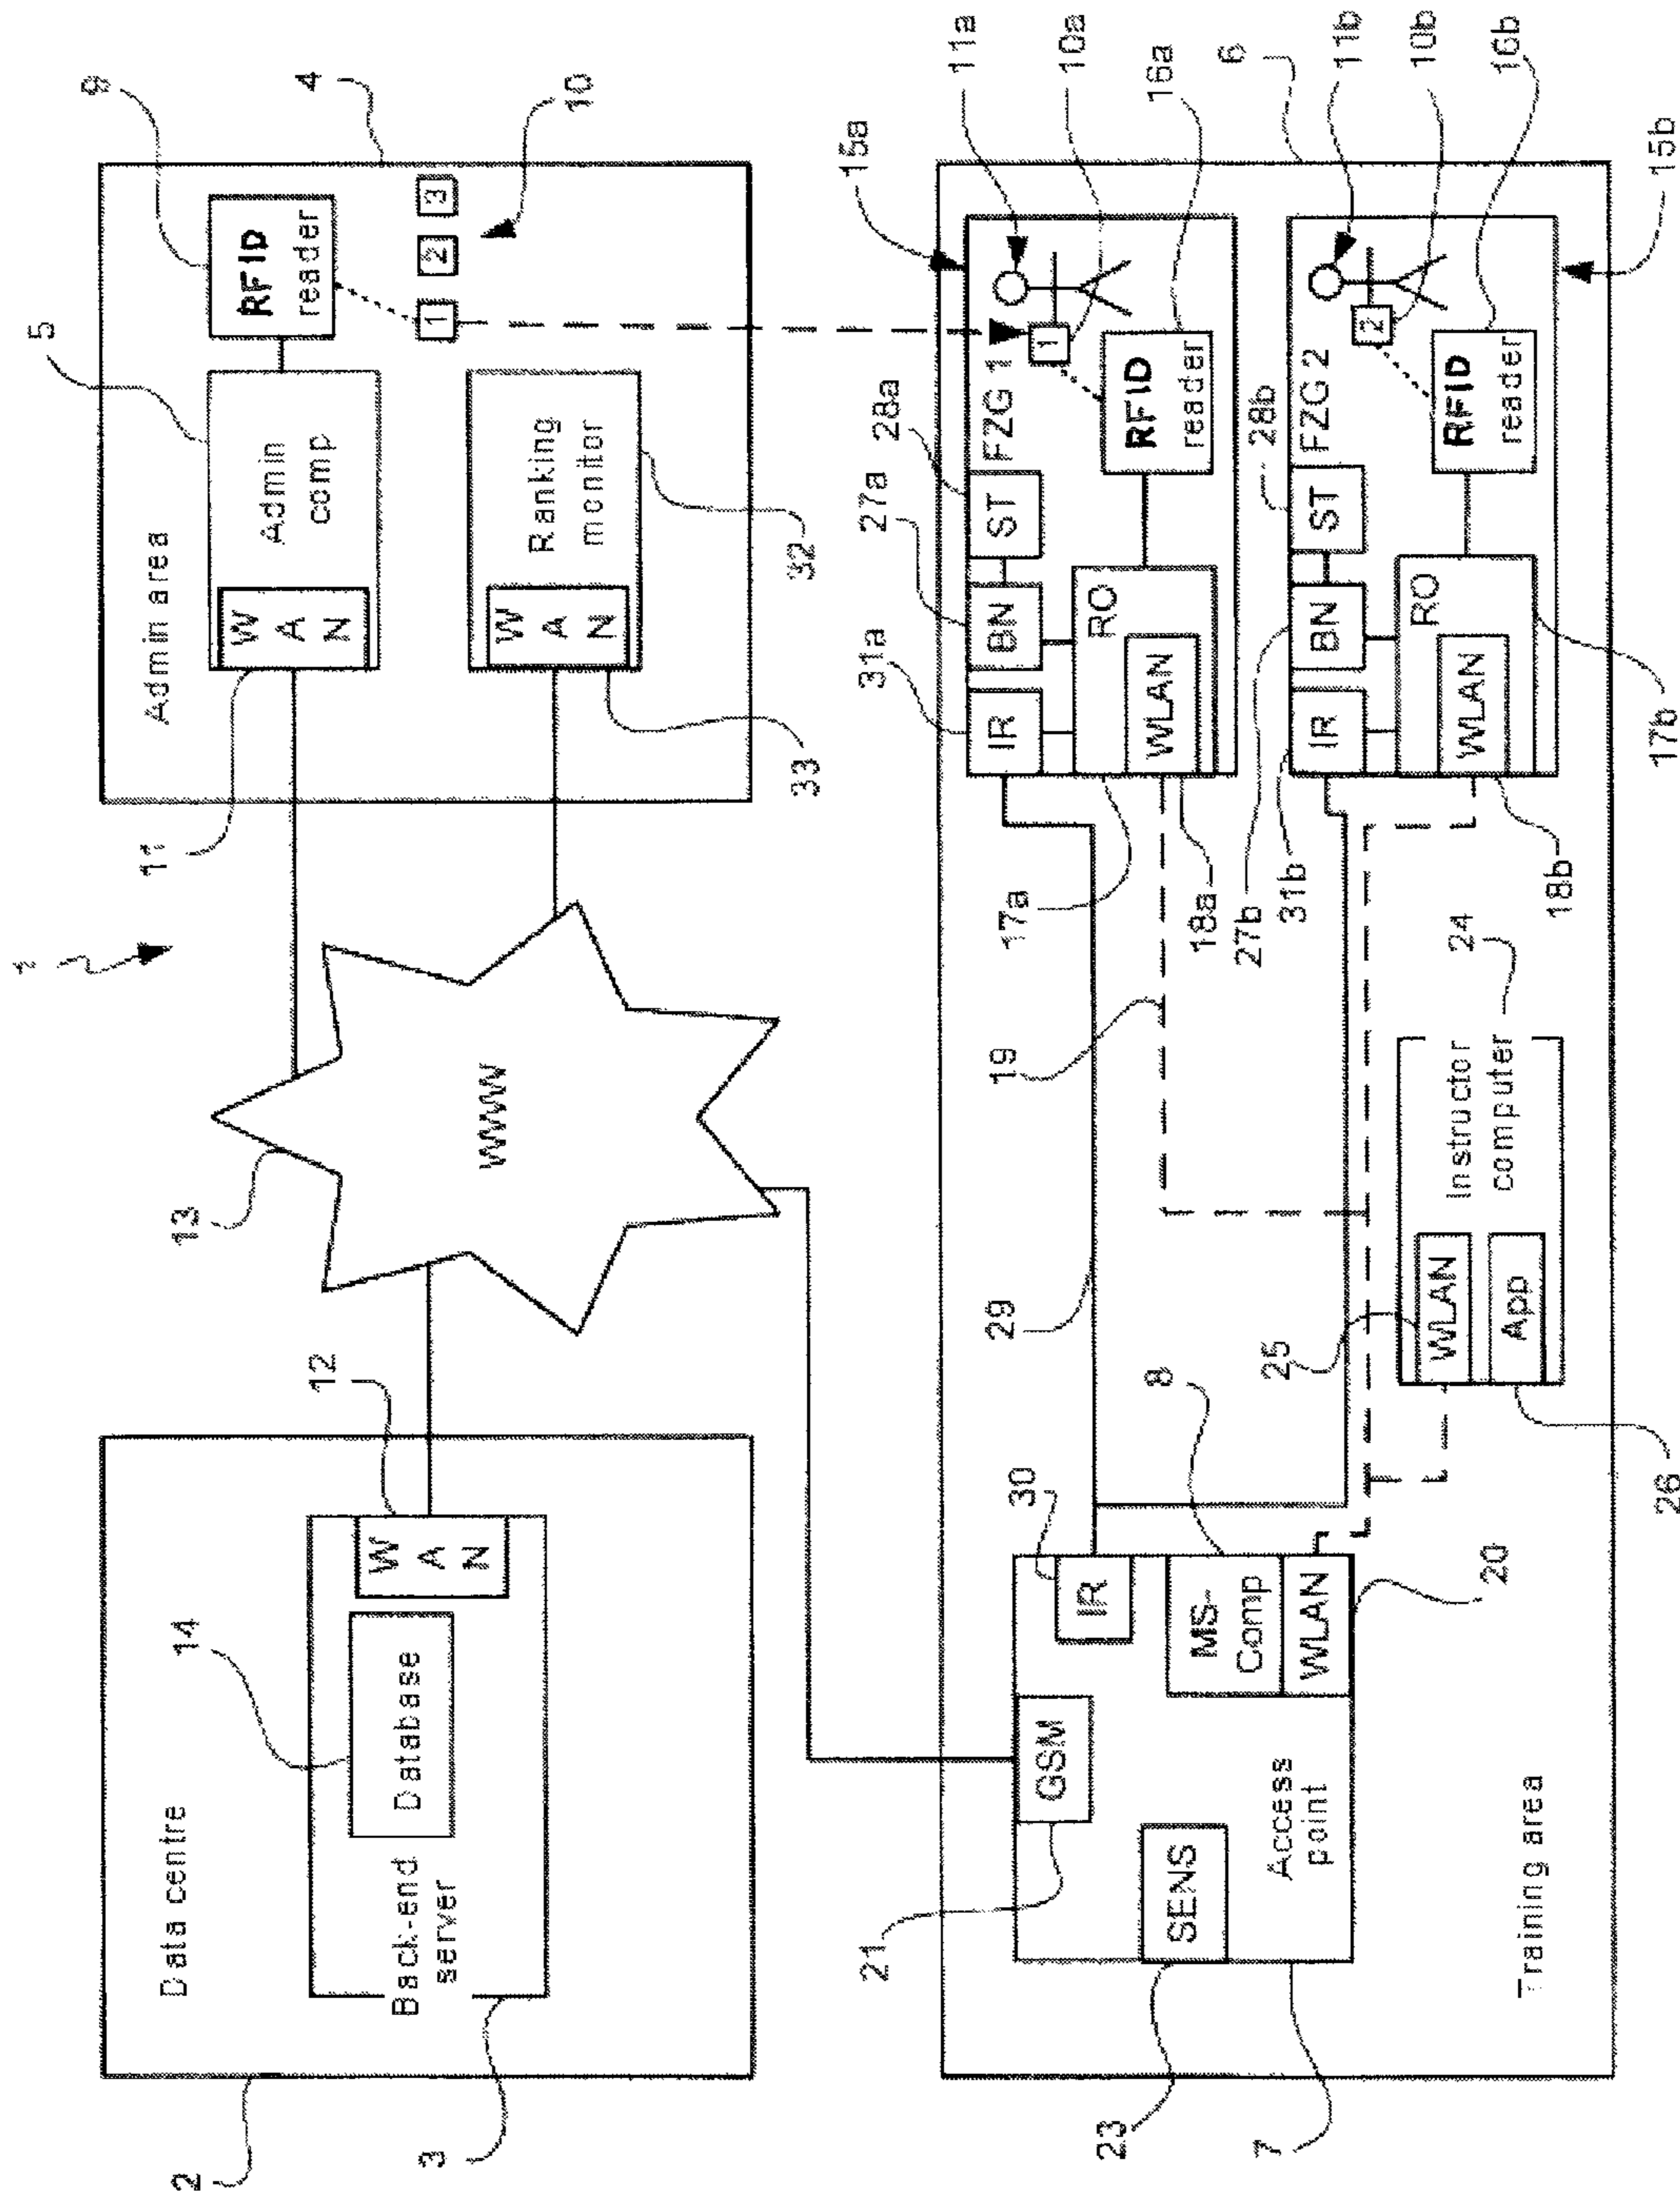 1
2
Data centre
3
Back-end
server
14
Database
12
W
A
N
13
WWW
Admin area
11
W
A
N
5
Admin
comp
9
RFID
reader
4
1
2
3
10
W
A
N
Ranking
monitor
33
32
23
7
21
SENS
GSM
Access
point
30
IR
8
MS-
Comp
WLAN
20
29
19
Training area
26
25
WLAN
App
Instructor
computer
24
17a
18a
31a
27a
28a
IR
BN
ST
RO
WLAN
FZG 1
1
RFID
reader
15a
11a
10a
16a
27b
31b
18b
17b
28b
IR
BN
ST
RO
WLAN
FZG 2
2
RFID
reader
6
11b
10b
16b
15b